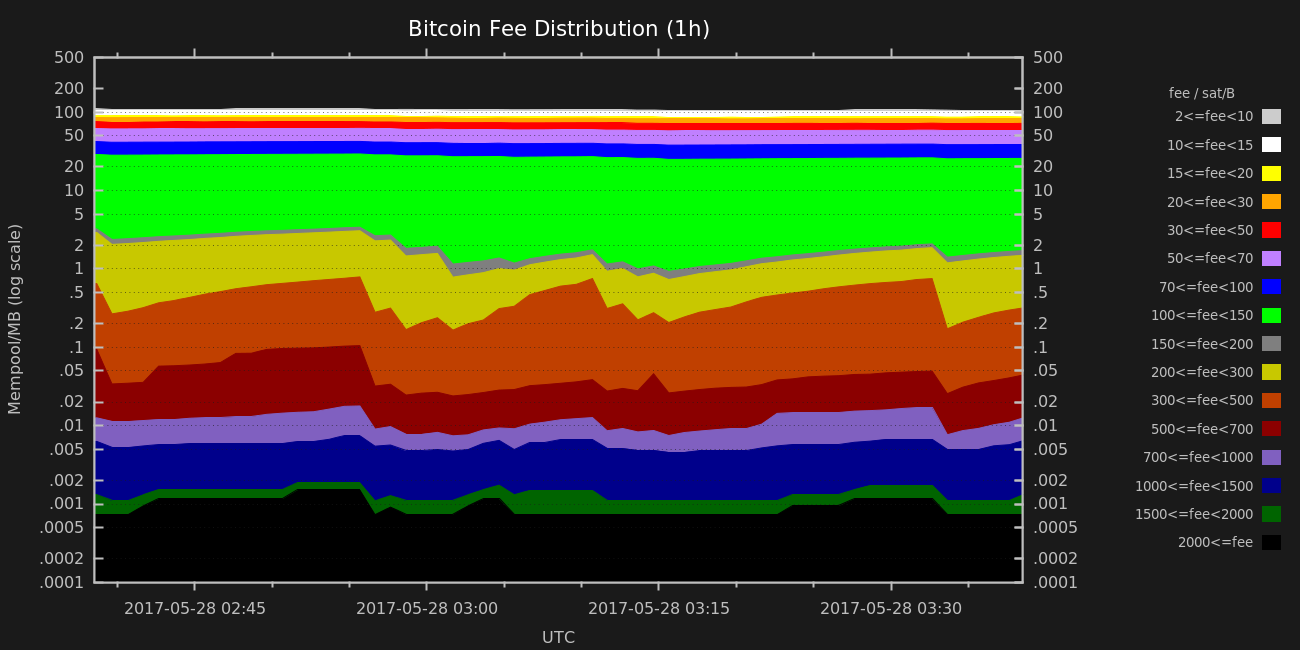 Bitcoin Fee Distribution (1h)
Mempool/MB (log scale)
500
200
100
50
20
10
5
2
1
.5
.2
.1
.05
.02
.01
.005
.002
.001
.0005
.0002
.0001
500
200
100
50
20
10
5
2
1
.5
.2
.1
.05
.02
.01
.005
.002
.001
.0005
.0002
.0001
2017-05-28 02:45
2017-05-28 03:00
2017-05-28 03:15
2017-05-28 03:30
UTC
fee / sat/B
2<=fee<10
10<=fee<15
15<=fee<20
20<=fee<30
30<=fee<50
50<=fee<70
70<=fee<100
100<=fee<150
150<=fee<200
200<=fee<300
300<=fee<500
500<=fee<700
700<=fee<1000
1000<=fee<1500
1500<=fee<2000
2000<=fee